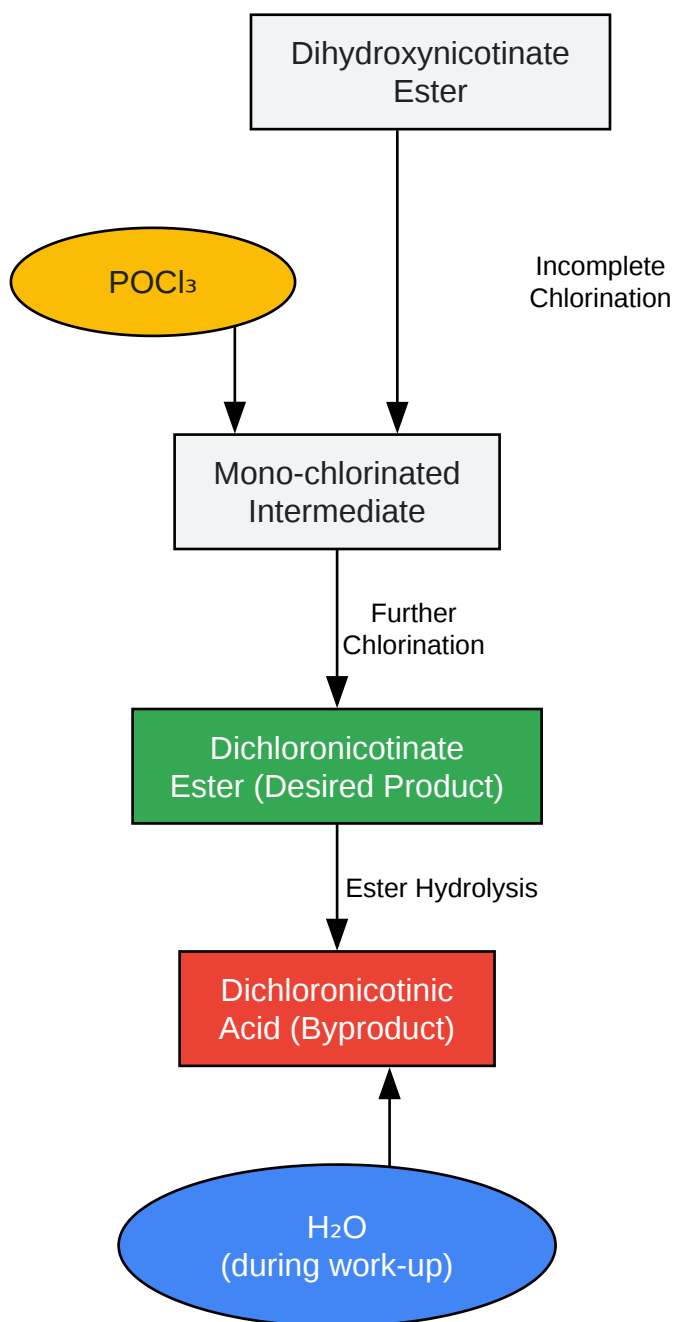 Dihydroxynicotinate
Ester
POCl₃
Incomplete
Chlorination
Mono-chlorinated
Intermediate
Further
Chlorination
Dichloronicotinate
Ester (Desired Product)
Ester Hydrolysis
Dichloronicotinic
Acid (Byproduct)
H₂O
(during work-up)